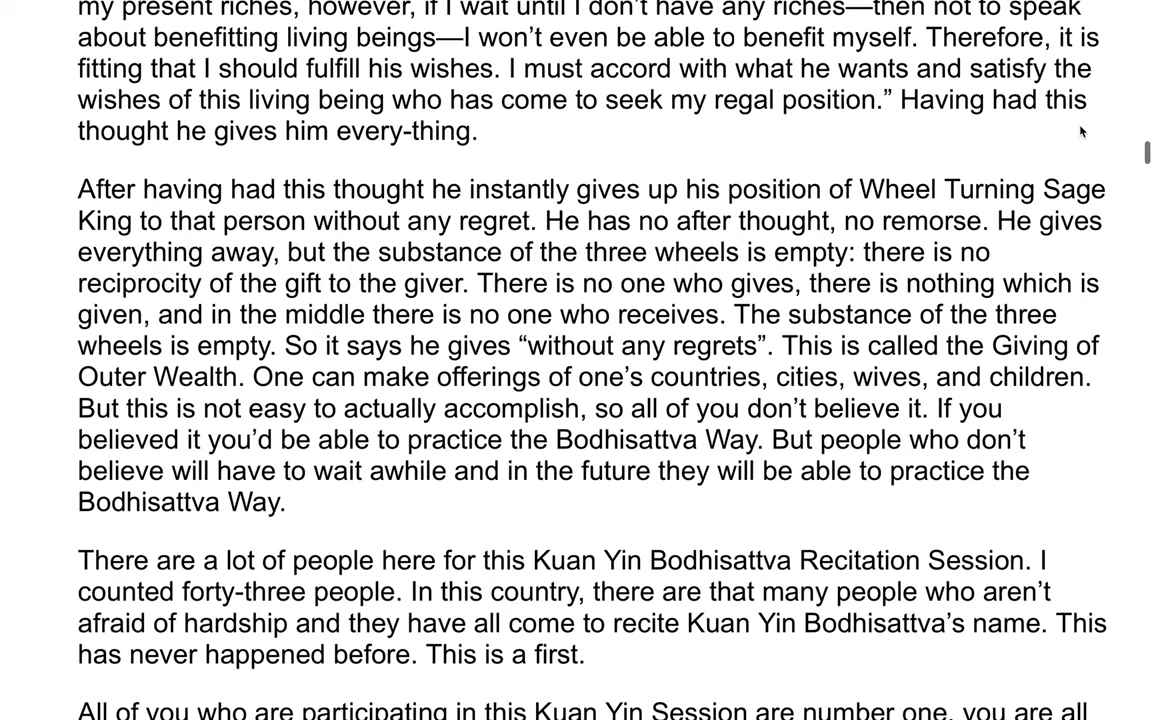 my present riches, however, if I wait until I don't have any riches—then not to speak
about benefitting living beings—I won't even be able to benefit myself. Therefore, it is
fitting that I should fulfill his wishes. I must accord with what he wants and satisfy the
wishes of this living being who has come to seek my regal position.” Having had this
thought he gives him every-thing.
After having had this thought he instantly gives up his position of Wheel Turning Sage
King to that person without any regret. He has no after thought, no remorse. He gives
everything away, but the substance of the three wheels is empty: there is no
reciprocity of the gift to the giver. There is no one who gives, there is nothing which is
given, and in the middle there is no one who receives. The substance of the three
wheels is empty. So it says he gives “without any regrets”. This is called the Giving of
Outer Wealth. One can make offerings of one’s countries, cities, wives, and children.
But this is not easy to actually accomplish, so all of you don’t believe it. If you
believed it you’d be able to practice the Bodhisattva Way. But people who don’t
believe will have to wait awhile and in the future they will be able to practice the
Bodhisattva Way.
There are a lot of people here for this Kuan Yin Bodhisattva Recitation Session. I
counted forty-three people. In this country, there are that many people who aren’t
afraid of hardship and they have all come to recite Kuan Yin Bodhisattva’s name. This
has never happened before. This is a first.
All of you who are participating in this Kuan Yin Session are number one, you are all